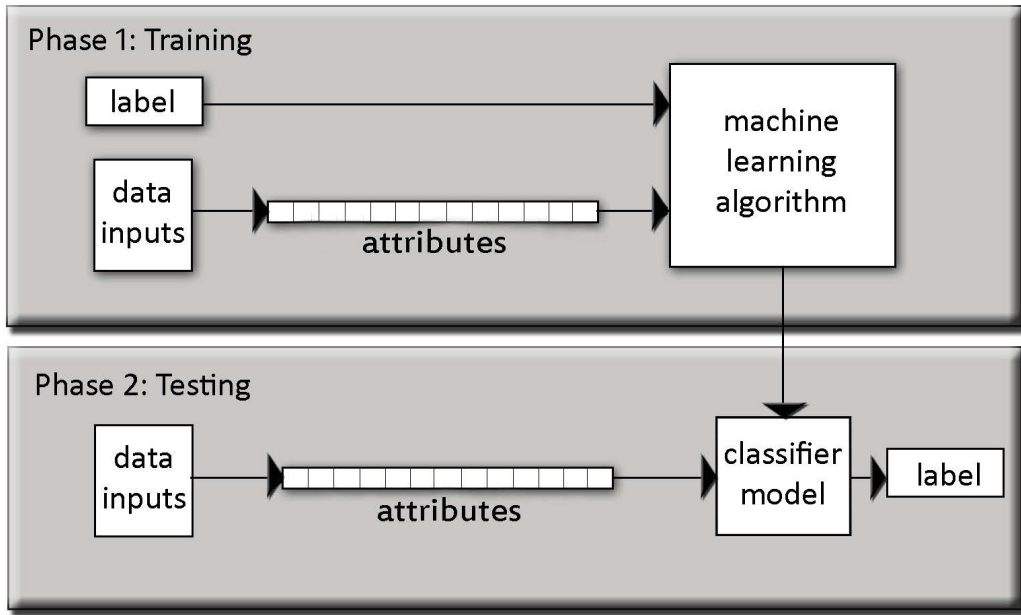 Phase 1: Training
label
data
inputs
attributes
machine
learning
algorithm
Phase 2: Testing
data
inputs
attributes
classifier
model
label